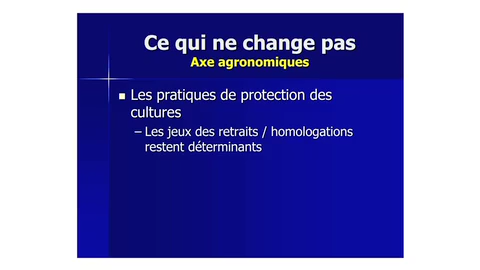 Ce qui ne change pas
Axe agronomiques
Les pratiques de protection des
cultures
– Les jeux des retraits / homologations
restent déterminants